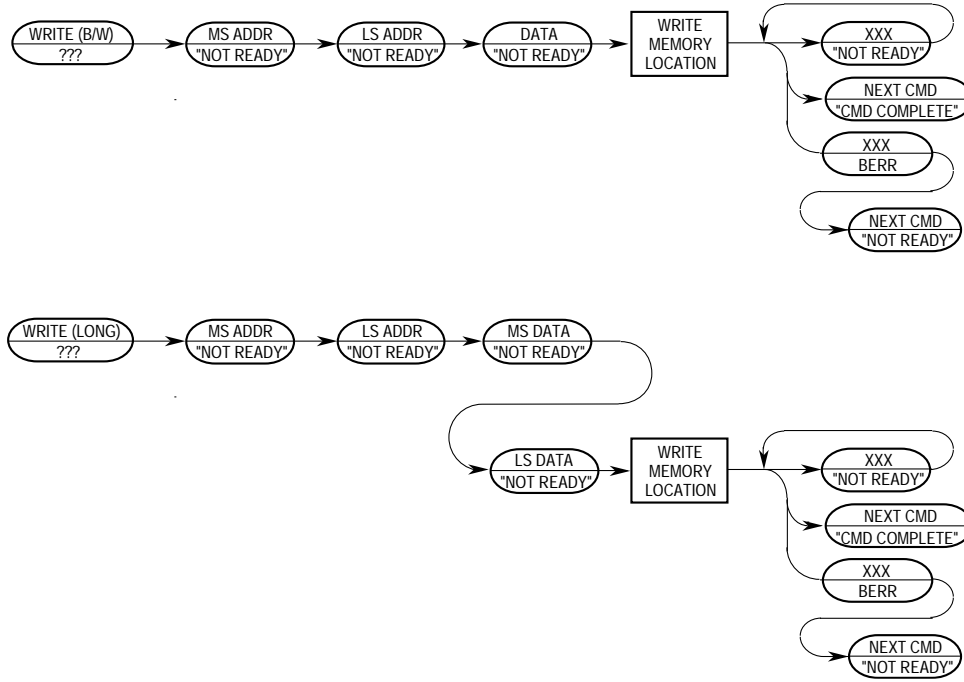 WRITE (B/W)
???
MS ADDR
"NOT READY"
LS ADDR
"NOT READY"
DATA
"NOT READY"
WRITE
MEMORY
LOCATION
XXX
"NOT READY"
NEXT CMD
"CMD COMPLETE"
XXX
BERR
NEXT CMD
"NOT READY"
WRITE (LONG)
???
MS ADDR
"NOT READY"
LS ADDR
"NOT READY"
MS DATA
"NOT READY"
LS DATA
"NOT READY"
WRITE
MEMORY
LOCATION
XXX
"NOT READY"
NEXT CMD
"CMD COMPLETE"
XXX
BERR
NEXT CMD
"NOT READY"